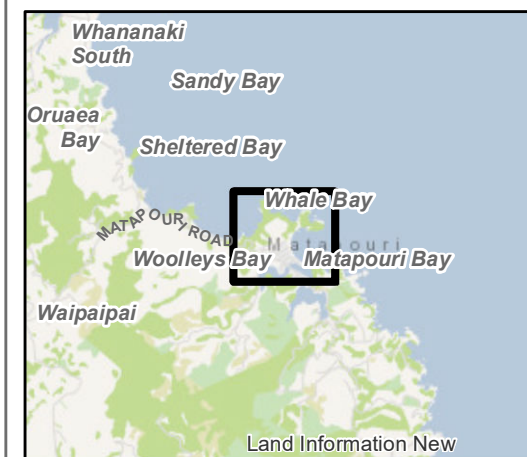 Whananaki
South
Sandy Bay
Oruaea
Bay
Sheltered Bay
Whale Bay
MATAPOURI ROAD
Matapouri
Woolleys Bay
Matapouri Bay
Waipaipai
Land Information New